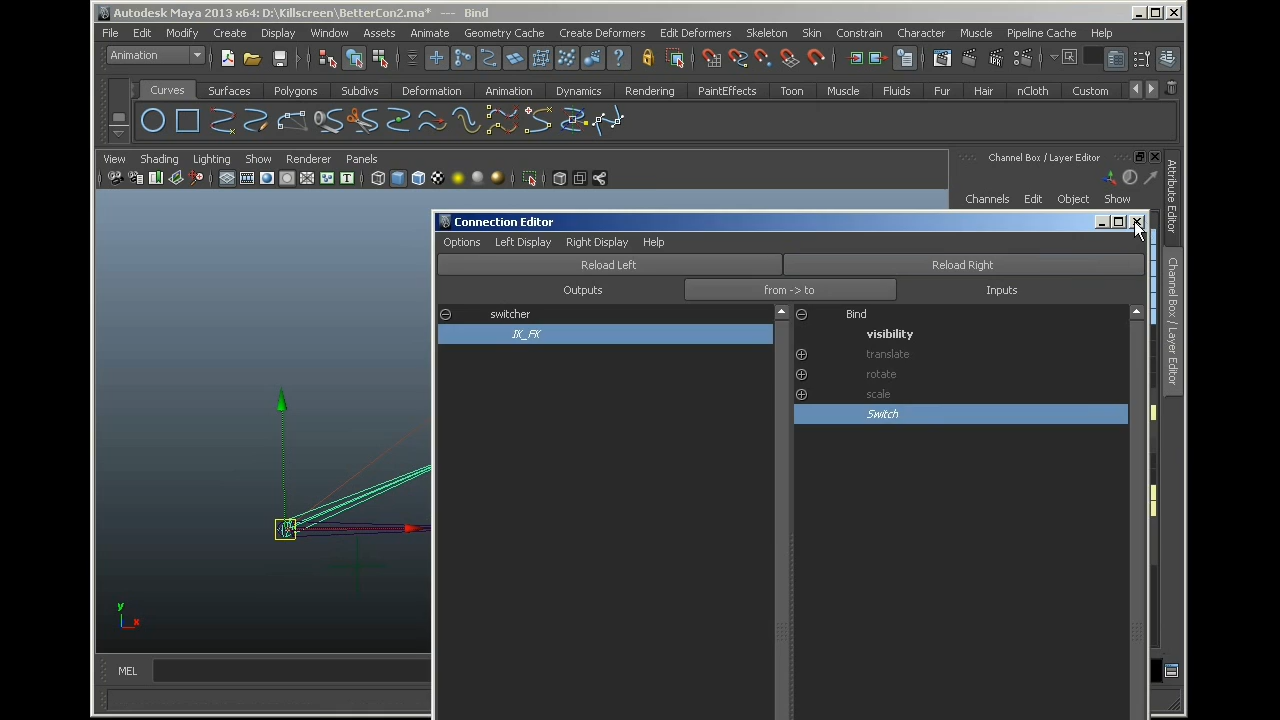 Autodesk Maya 2013 x64: D:\Killscreen\BetterCon2.ma* --- Bind
File Edit Modify Create Display Window Assets Animate Geometry Cache Create Deformers Edit Deformers Skeleton Skin Constrain Character Muscle Pipeline Cache Help
Animation
Curves Surfaces Polygons Subdivs Deformation Animation Dynamics Rendering PaintEffects Toon Muscle Fluids Fur Hair nCloth Custom
View Shading Lighting Show Renderer Panels
Channel Box / Layer Editor
Channels Edit Object Show
Attribute Editor
Channel Box / Layer Editor
Connection Editor
Options Left Display Right Display Help
Reload Left Reload Right
Outputs from -> to Inputs
switcher Bind
IK_FK visibility
translate
rotate
scale
Switch
y
x
MEL